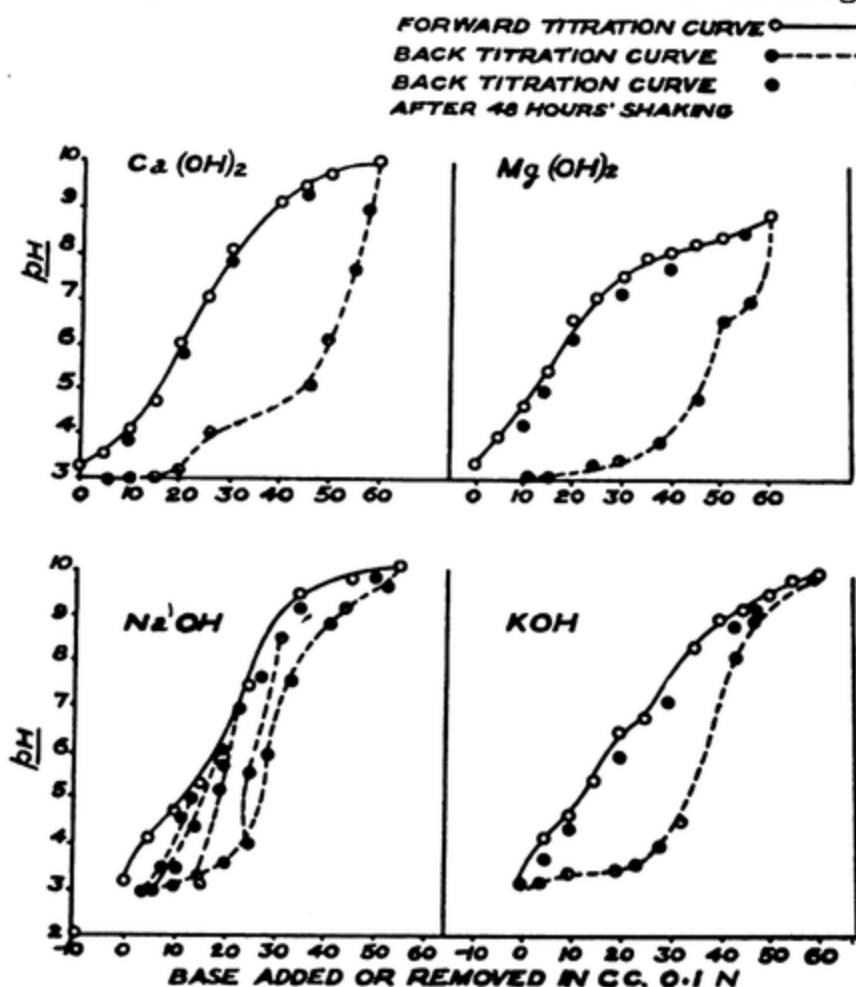 FORWARD TITRATION CURVE
BACK TITRATION CURVE
BACK TITRATION CURVE
AFTER 48 HOURS' SHAKING
Ca (OH)2
Mg (OH)2
pH
10
9
8
7
6
5
4
3
0 10 20 30 40 50 60
0 10 20 30 40 50 60
Na'OH
KOH
pH
10
9
8
7
6
5
4
3
2
-10 0 10 20 30 40 50 60
-10 0 10 20 30 40 50 60
BASE ADDED OR REMOVED IN CC. 0.1 N